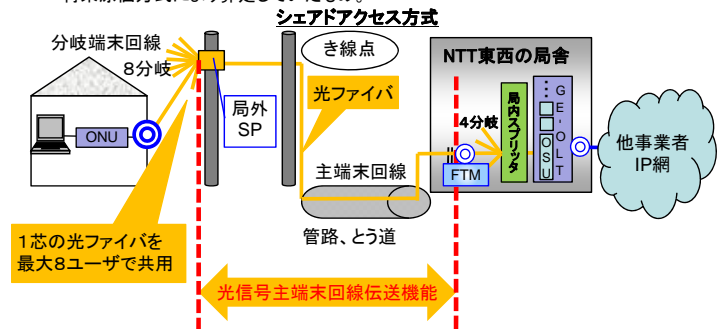 シェアドアクセス方式
分岐端末回線
8分岐
ONU
局外
SP
き線点
光ファイバ
主端末回線
管路、とう道
NTT東西の局舎
4分岐
FTM
局内スプリッタ
GE-OLT
…
OSU
他事業者
IP網
1芯の光ファイバを
最大8ユーザで共用
光信号主端末回線伝送機能